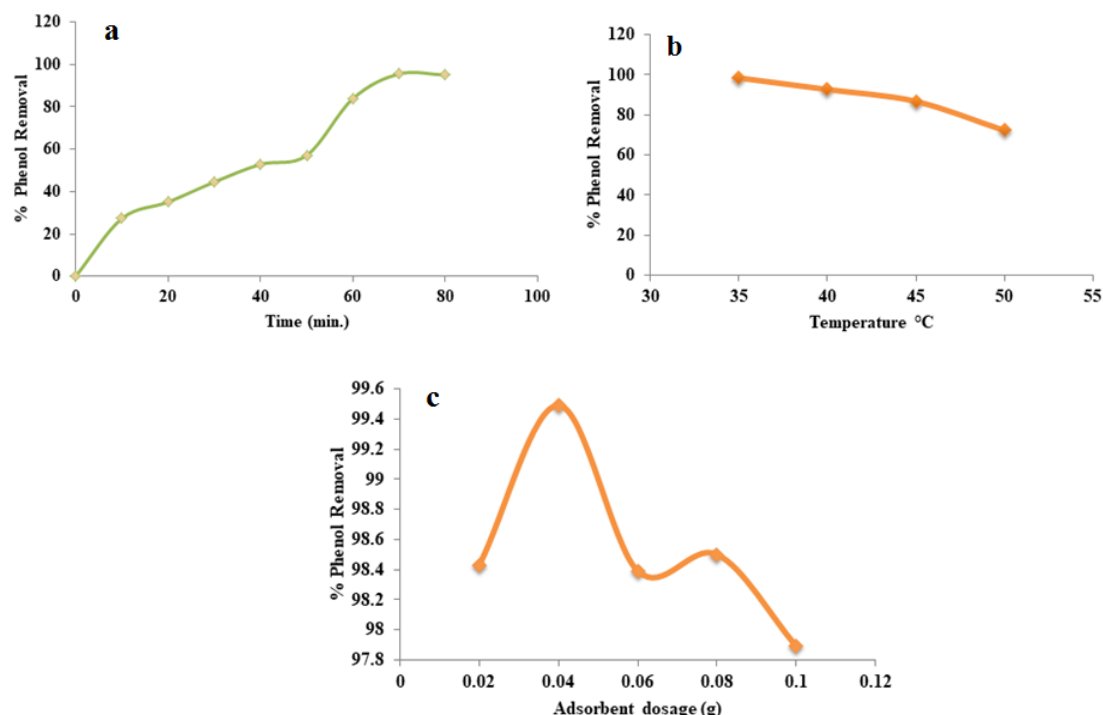 a
120
100
80
60
40
20
0
% Phenol Removal
0 20 40 60 80 100
Time (min.)
b
120
100
80
60
40
20
0
% Phenol Removal
30 35 40 45 50 55
Temperature °C
c
99.6
99.4
99.2
99
98.8
98.6
98.4
98.2
98
97.8
% Phenol Removal
0 0.02 0.04 0.06 0.08 0.1 0.12
Adsorbent dosage (g)